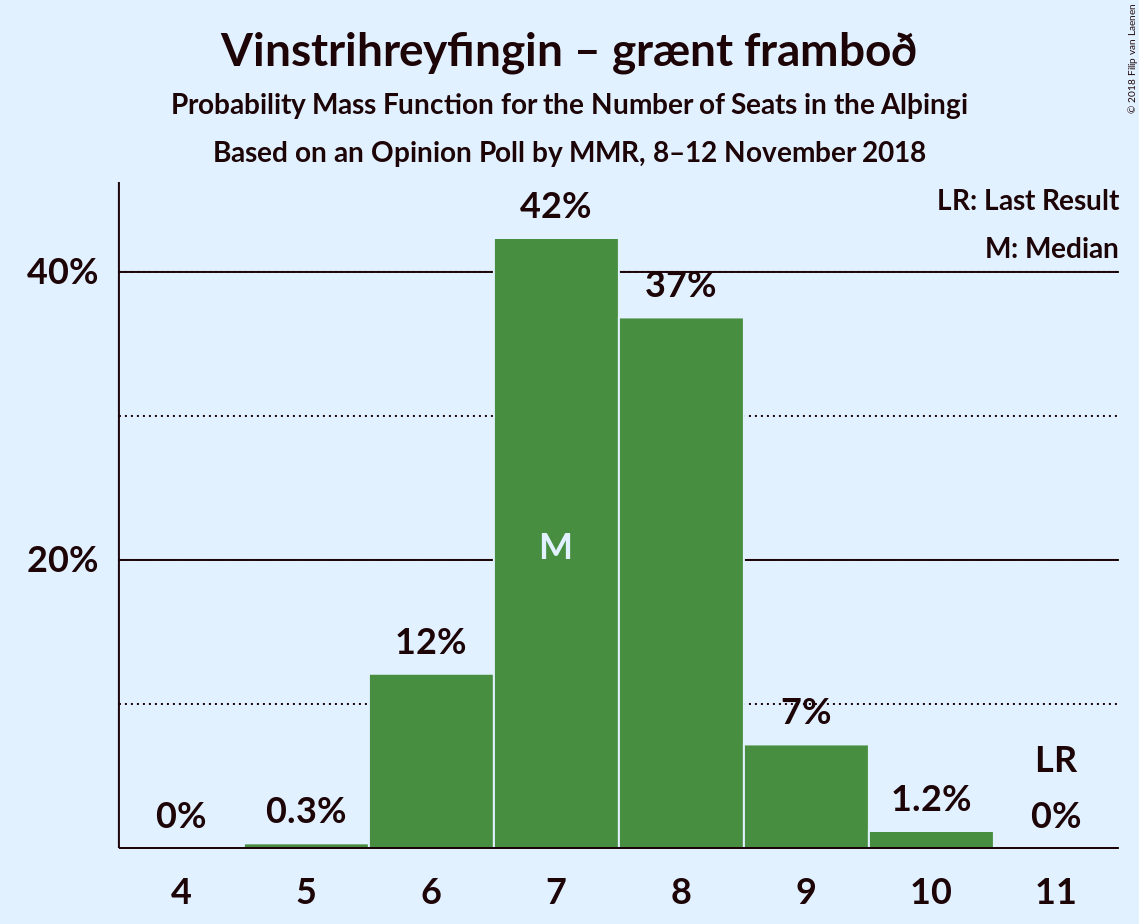 Vinstrihreyfingin – grænt framboð
Probability Mass Function for the Number of Seats in the Alþingi
Based on an Opinion Poll by MMR, 8–12 November 2018
© 2018 Filip van Laenen
LR: Last Result
M: Median
42%
40%
37%
M
20%
12%
7%
LR
0%
0.3%
1.2%
0%
4 5 6 7 8 9 10 11